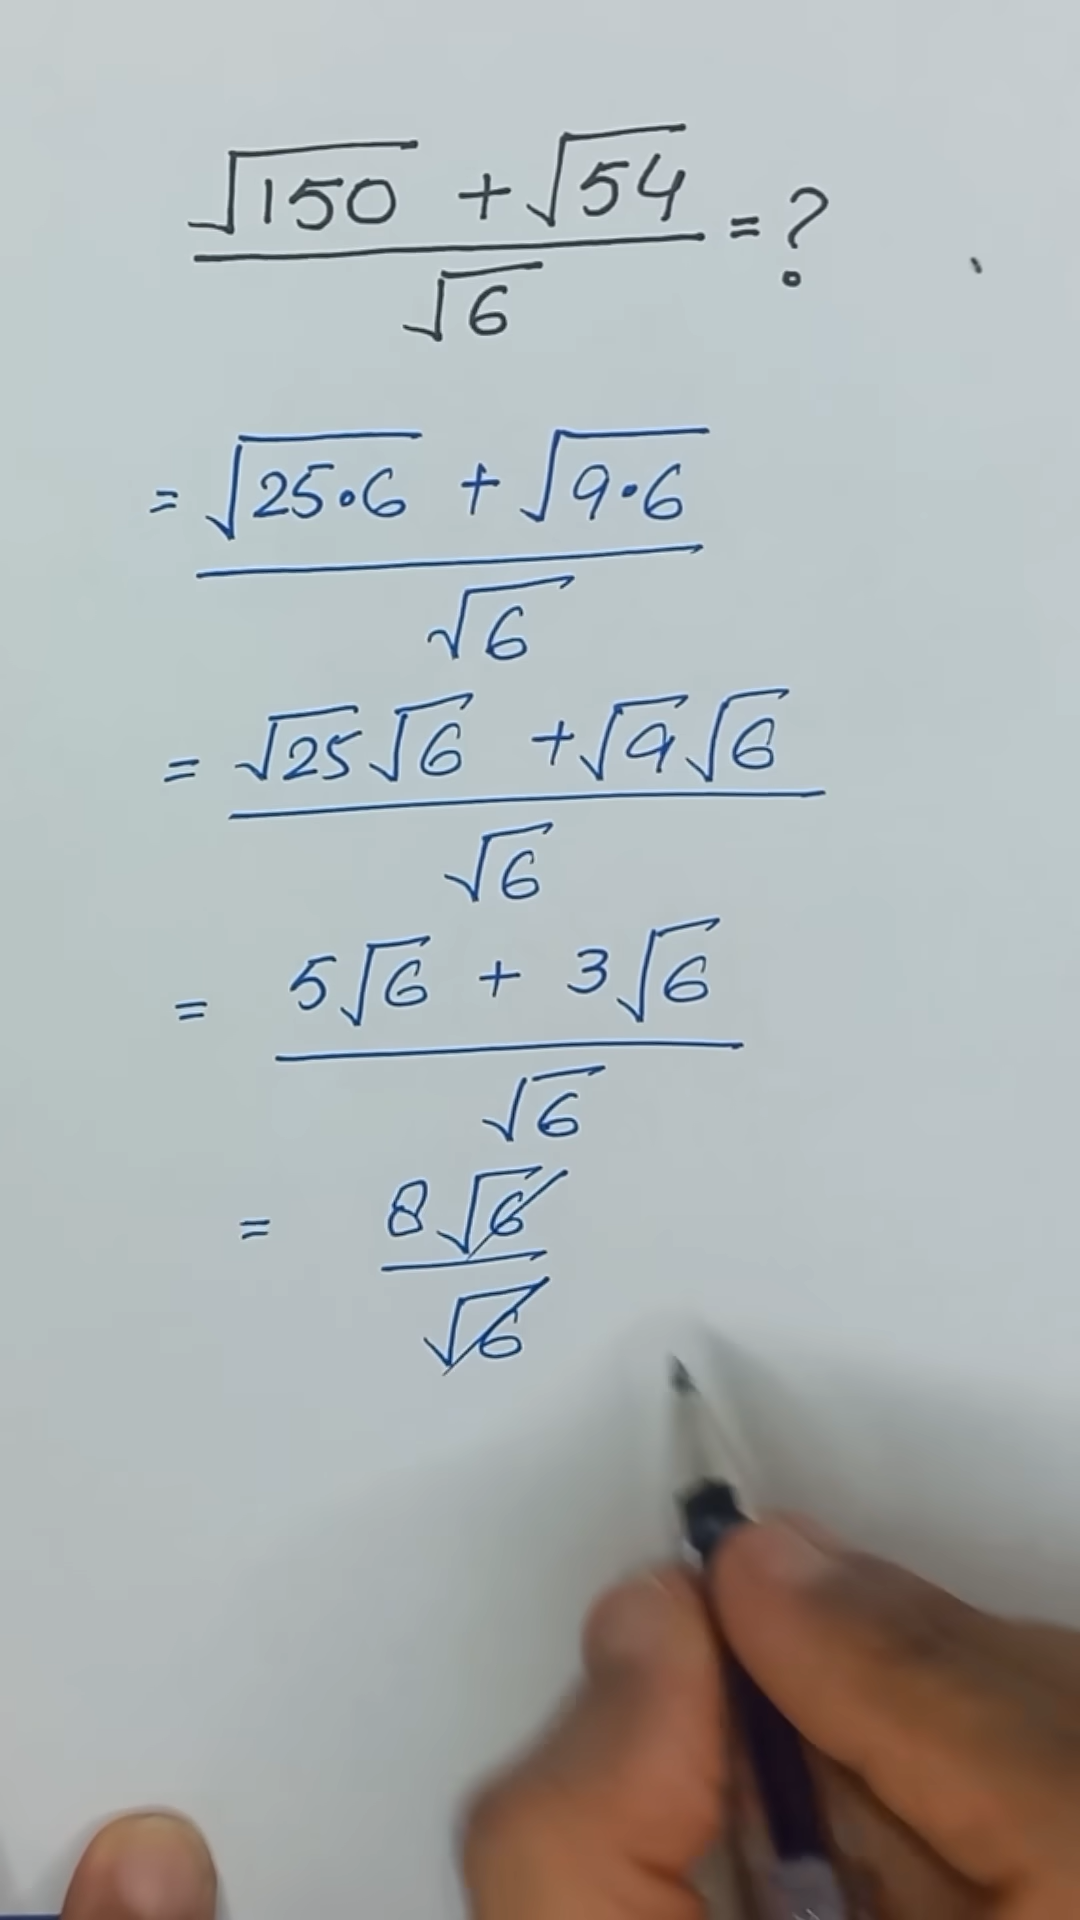 (√150 + √54)/√6 = ?
= (√25•6 + √9•6)/√6
= (√25 √6 + √9 √6)/√6
= (5√6 + 3√6)/√6
= 8√6/√6